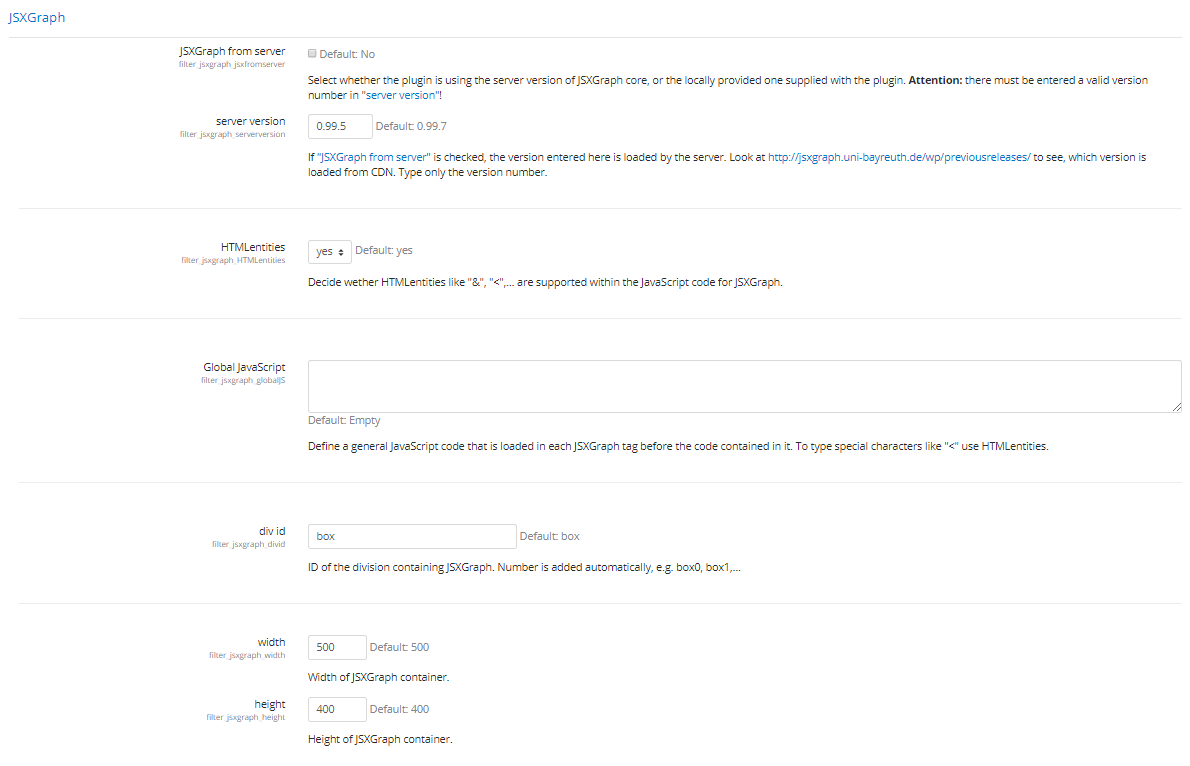 JSXGraph
JSXGraph from server
Default: No
filter_jsxgraph_jsxfromserver
Select whether the plugin is using the server version of JSXGraph core, or the locally provided one supplied with the plugin. Attention: there must be entered a valid version
number in "server version"!
server version
0.99.5 Default: 0.99.7
filter_jsxgraph_serverversion
If "JSXGraph from server" is checked, the version entered here is loaded by the server. Look at http://jsxgraph.uni-bayreuth.de/wp/previousreleases/ to see, which version is
loaded from CDN. Type only the version number.
HTMLentities
yes Default: yes
filter_jsxgraph_HTMLentities
Decide wether HTMLentities like "&", "<",... are supported within the JavaScript code for JSXGraph.
Global JavaScript
filter_jsxgraph_globalJS
Default: Empty
Define a general JavaScript code that is loaded in each JSXGraph tag before the code contained in it. To type special characters like "<" use HTMLentities.
div id
box Default: box
filter_jsxgraph_divid
ID of the division containing JSXGraph. Number is added automatically, e.g. box0, box1,...
width
500 Default: 500
filter_jsxgraph_width
Width of JSXGraph container.
height
400 Default: 400
filter_jsxgraph_height
Height of JSXGraph container.